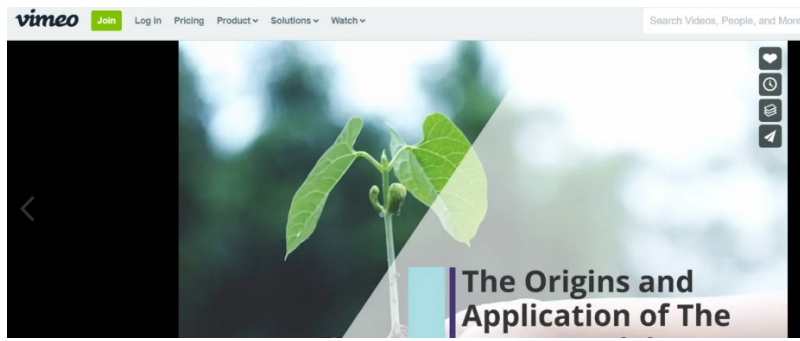 vimeo Join Log in Pricing Product Solutions Watch Search Videos, People, and More
The Origins and
Application of The